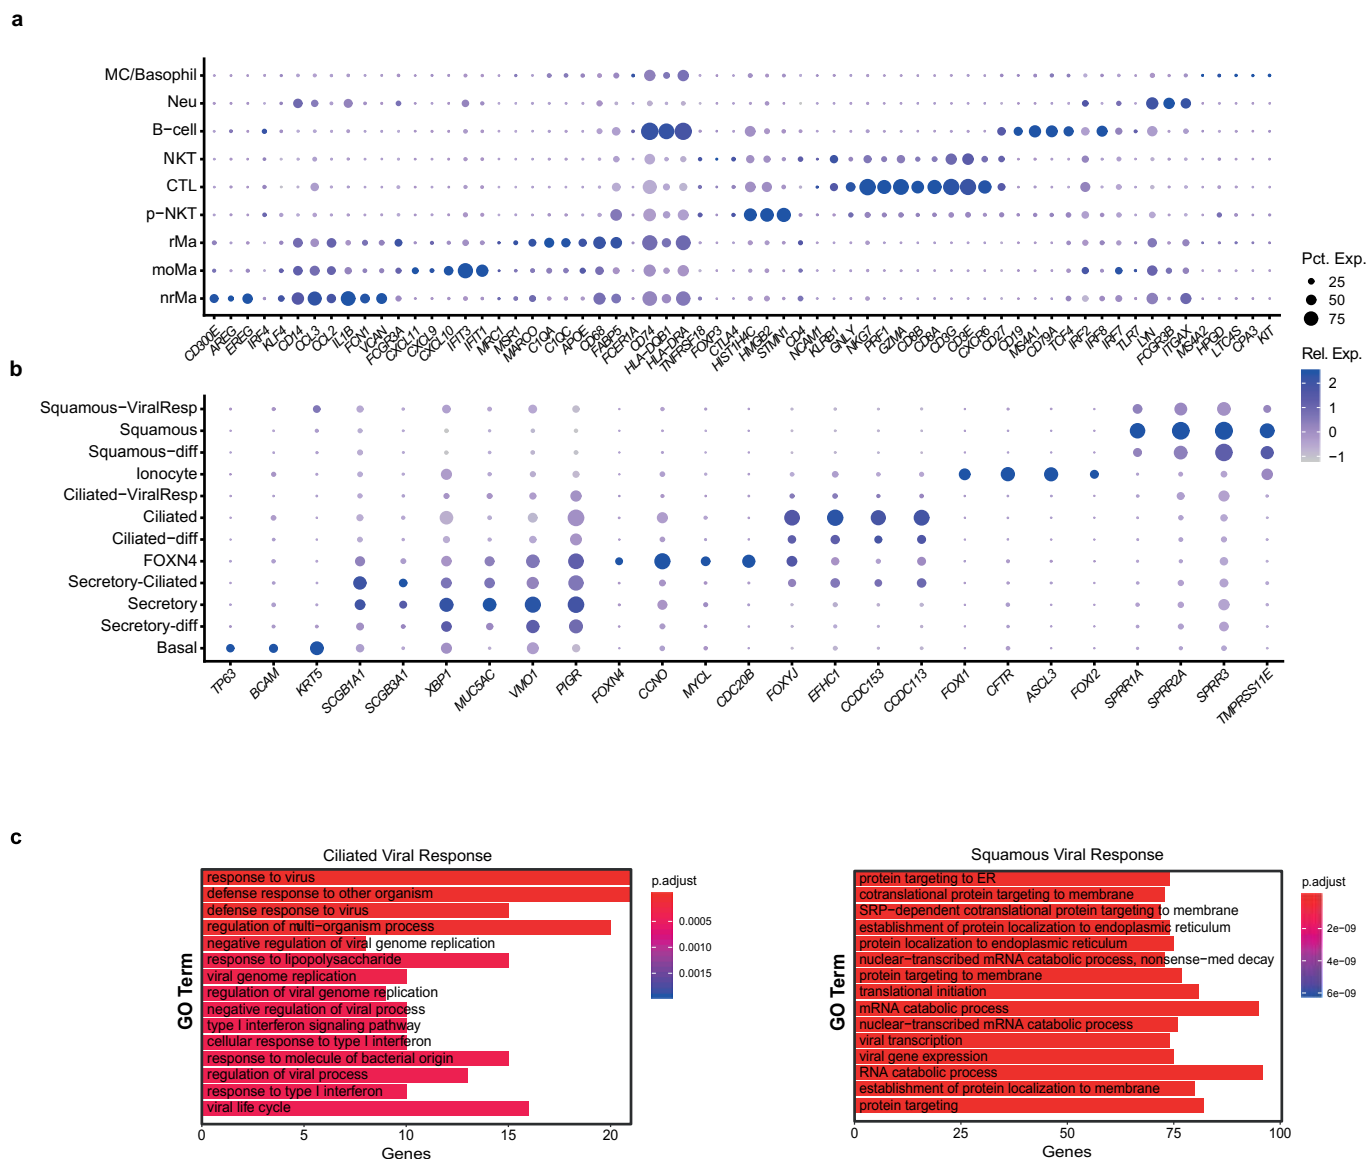 a
MC/Basophil
Neu
B−cell
NKT
CTL
p−NKT
rMa
moMa
nrMa
CD300E
AREG
EREG
IRF4
KLF4
CD14
CCL3
CCL2
IL1B
FCN1
VCAN
FCGR3A
CXCL11
CXCL9
CXCL10
IFIT3
IFIT1
MRC1
MSR1
MARCO
C1QA
C1QC
APOE
CD68
FABP5
FCER1A
CD74
HLA−DQB1
HLA−DRA
TNFRSF18
FOXP3
CTLA4
HIST1H4C
HMGB2
STMN1
CD4
NCAM1
KLRB1
GNLY
NKG7
PRF1
GZMA
CD8B
CD8A
CD3G
CD3E
CXCR6
CD27
CD19
MS4A1
CD79A
TCF4
IRF2
IRF8
IRF7
TLR7
LYN
FCGR3B
ITGAX
MS4A2
HPGD
LTC4S
CPA3
KIT
Pct. Exp.
25
50
75
Rel. Exp.
2
1
0
−1
b
Squamous−ViralResp
Squamous
Squamous−diff
Ionocyte
Ciliated−ViralResp
Ciliated
Ciliated−diff
FOXN4
Secretory−Ciliated
Secretory
Secretory−diff
Basal
TP63
BCAM
KRT5
SCGB1A1
SCGB3A1
XBP1
MUC5AC
VMO1
PIGR
FOXN4
CCNO
MYCL
CDC20B
FOXYJ
EFHC1
CCDC153
CCDC113
FOXI1
CFTR
ASCL3
FOXI2
SPRR1A
SPRR2A
SPRR3
TMPRSS11E
c
Ciliated Viral Response
GO Term
response to virus
defense response to other organism
defense response to virus
regulation of multi−organism process
negative regulation of viral genome replication
response to lipopolysaccharide
viral genome replication
regulation of viral genome replication
negative regulation of viral process
type I interferon signaling pathway
cellular response to type I interferon
response to molecule of bacterial origin
regulation of viral process
response to type I interferon
viral life cycle
0 5 10 15 20
Genes
p.adjust
0.0005
0.0010
0.0015
Squamous Viral Response
GO Term
protein targeting to ER
cotranslational protein targeting to membrane
SRP−dependent cotranslational protein targeting to membrane
establishment of protein localization to endoplasmic reticulum
protein localization to endoplasmic reticulum
nuclear−transcribed mRNA catabolic process, nonsense−med decay
protein targeting to membrane
translational initiation
mRNA catabolic process
nuclear−transcribed mRNA catabolic process
viral transcription
viral gene expression
RNA catabolic process
establishment of protein localization to membrane
protein targeting
0 25 50 75 100
Genes
p.adjust
2e−09
4e−09
6e−09